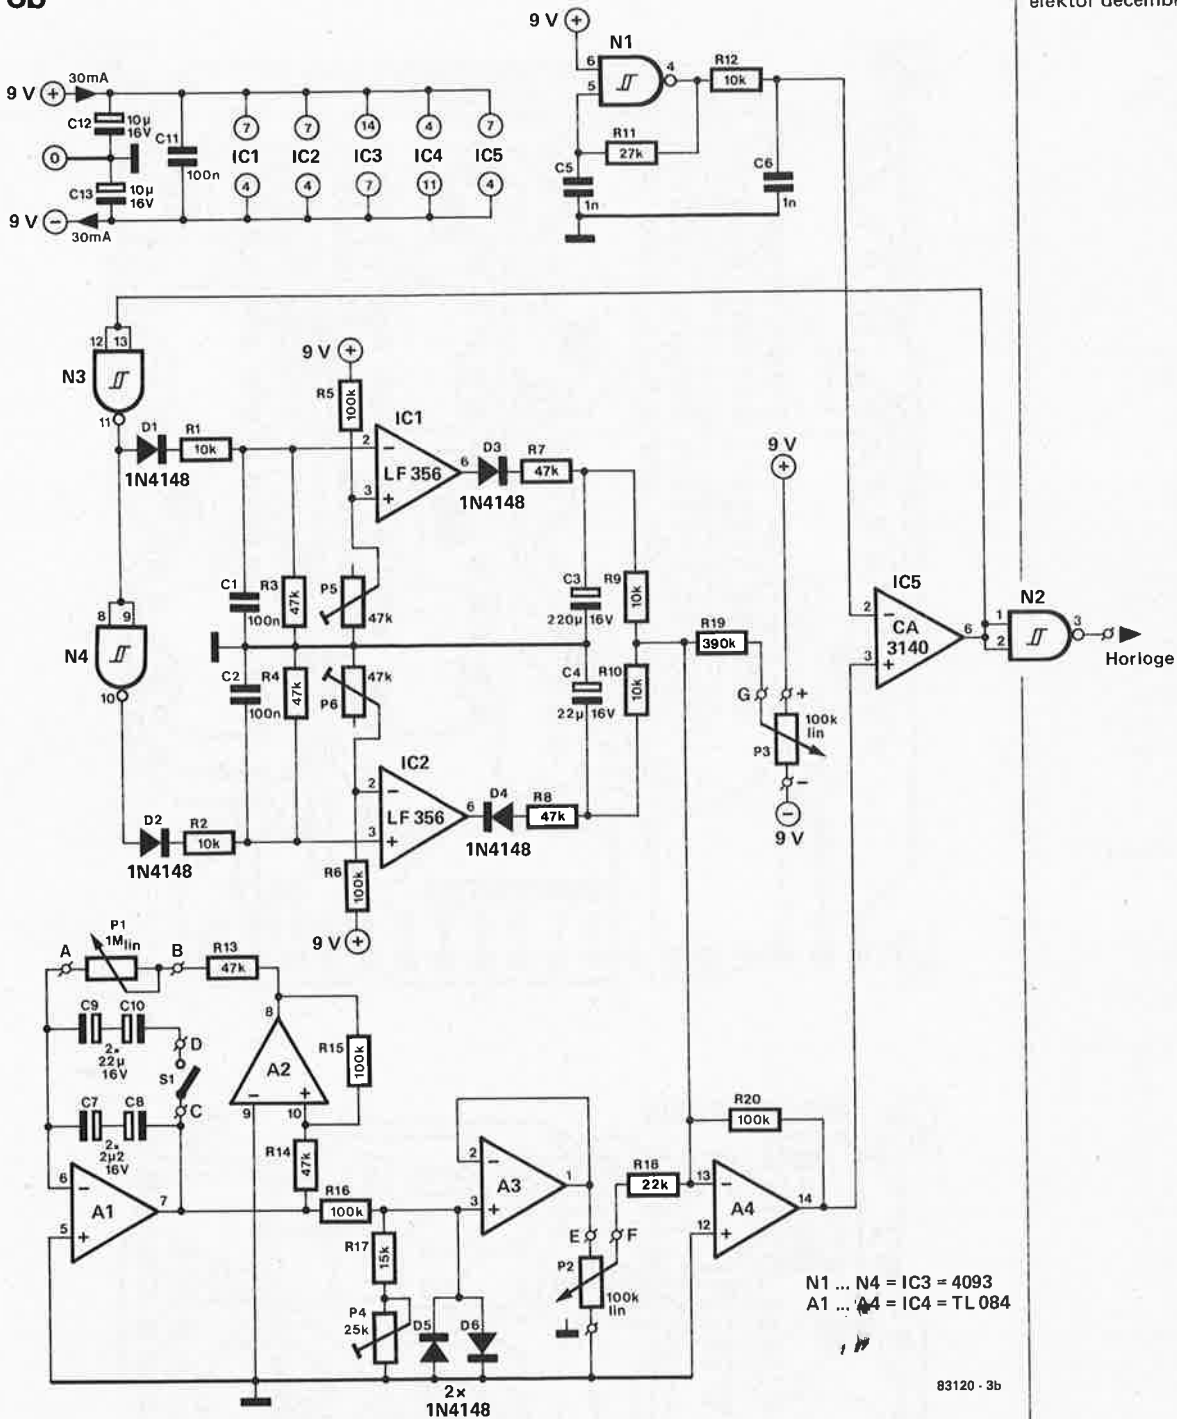 3b
elektor décembr
9 V +
N1
6
5
4
R12
10k
R11
27k
C5
1n
C6
1n
9 V + 30mA
C12 10µ 16V
C11 100n
0
C13 10µ 16V
9 V − 30mA
7 7 14 4 7
IC1 IC2 IC3 IC4 IC5
4 4 7 11 4
12 13
N3
11
D1
1N4148
R1
10k
9 V +
R5
100k
IC1
2 −
3 +
LF 356
6
D3
1N4148
R7
47k
9 V
+
C1
100n
R3
47k
P5
47k
C3
220µ 16V
R9
10k
8 9
N4
10
C2
100n
R4
47k
P6
47k
C4
22µ 16V
R10
10k
R19
390k
G +
P3
100k
lin
−
−
9 V
IC5
2 −
3 +
CA
3140
6
N2
1
2
3
Horloge
D2
1N4148
R2
10k
IC2
2 −
3 +
LF 356
6
D4
1N4148
R8
47k
R6
100k
9 V +
P1
1M lin
A B
R13
47k
C9 C10
2×
22µ
16V
D
S1
C
C7 C8
2×
2µ2
16V
8
A2
− +
9 10
R15
100k
R14
47k
6 −
5 +
A1
7
R16
100k
R17
15k
P4
25k
D5 D6
2×
1N4148
2 −
3 +
A3
1
E F
P2
100k
lin
R18
22k
R20
100k
13 −
12 +
A4
14
N1 ... N4 = IC3 = 4093
A1 ... A4 = IC4 = TL 084
83120 - 3b